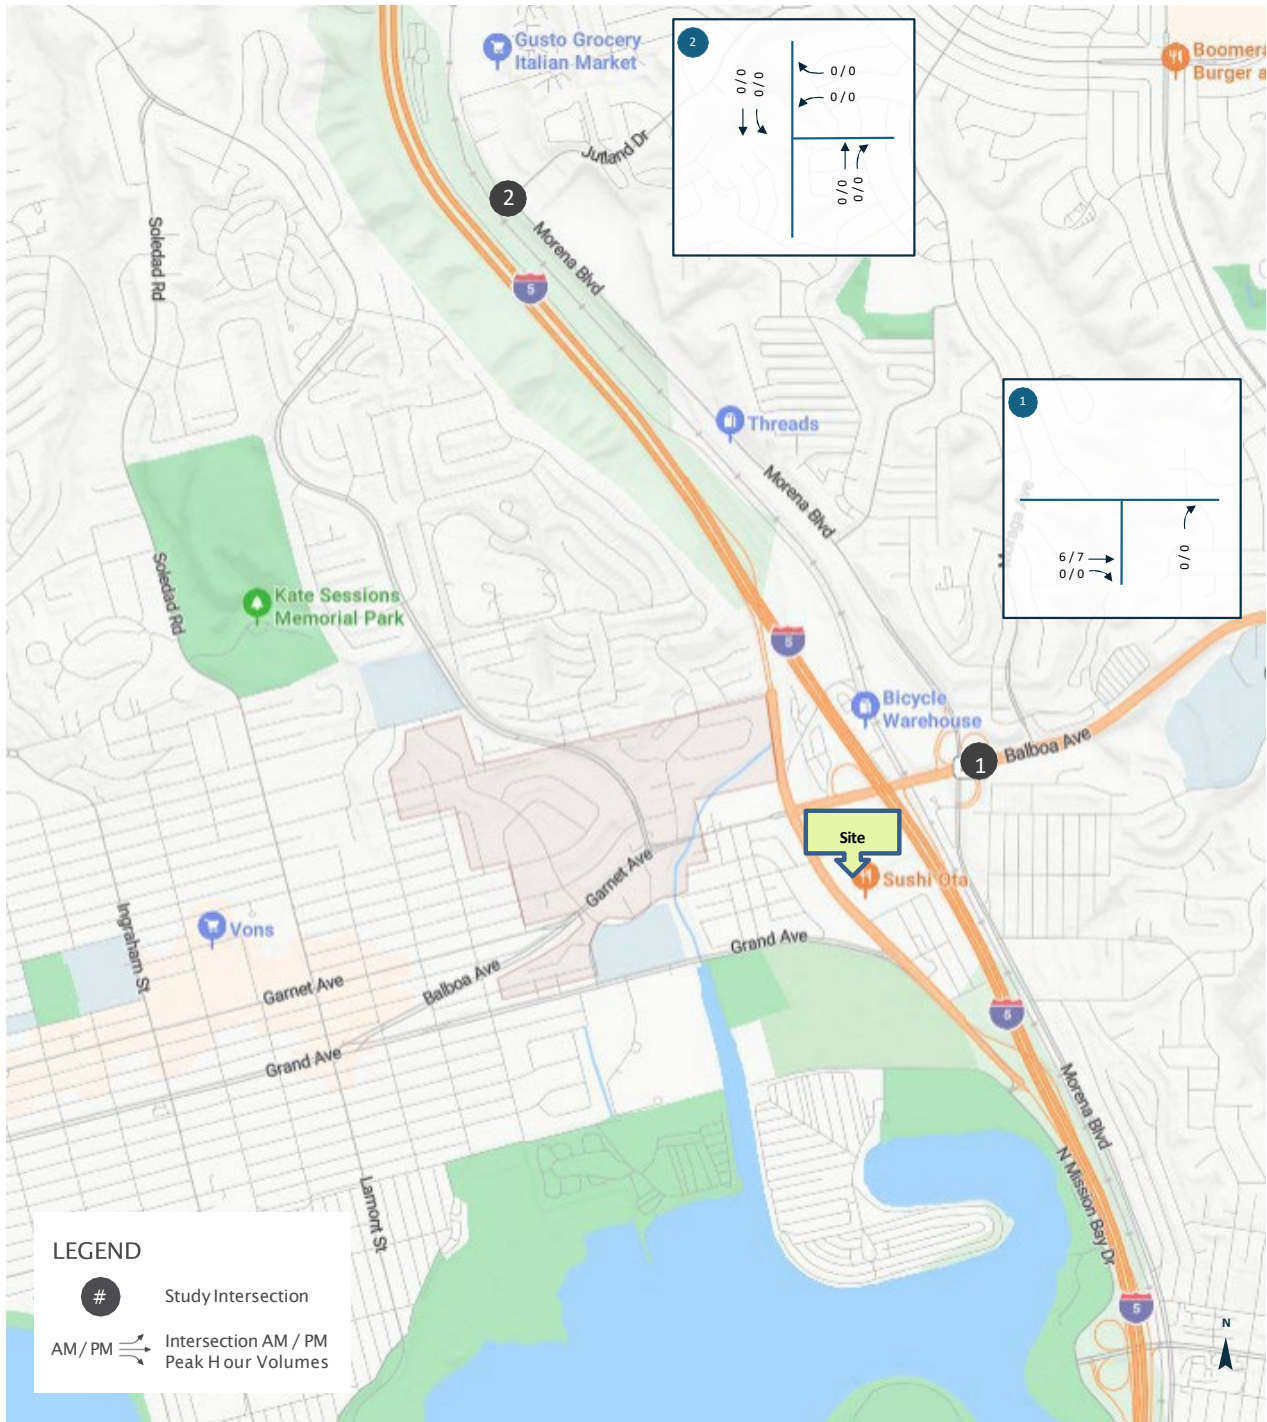 Gusto Grocery
Italian Market
2
0 / 0
0 / 0
0 / 0
0 / 0
0 / 0
0 / 0
Boomera
Burger a
Jutland Dr
2
Morena Blvd
Soledad Rd
5
1
6 / 7
0 / 0
0 / 0
Threads
Morena Blvd
Soledad Rd
Kate Sessions
Memorial Park
5
Bicycle
Warehouse
1
Balboa Ave
Site
Sushi Ota
Garnet Ave
Ingraham St
Vons
Grand Ave
Garnet Ave
Balboa Ave
5
Grand Ave
Morena Blvd
N Mission Bay Dr
Lamont St
LEGEND
#
Study Intersection
AM / PM
Intersection AM / PM
Peak Hour Volumes
5
N